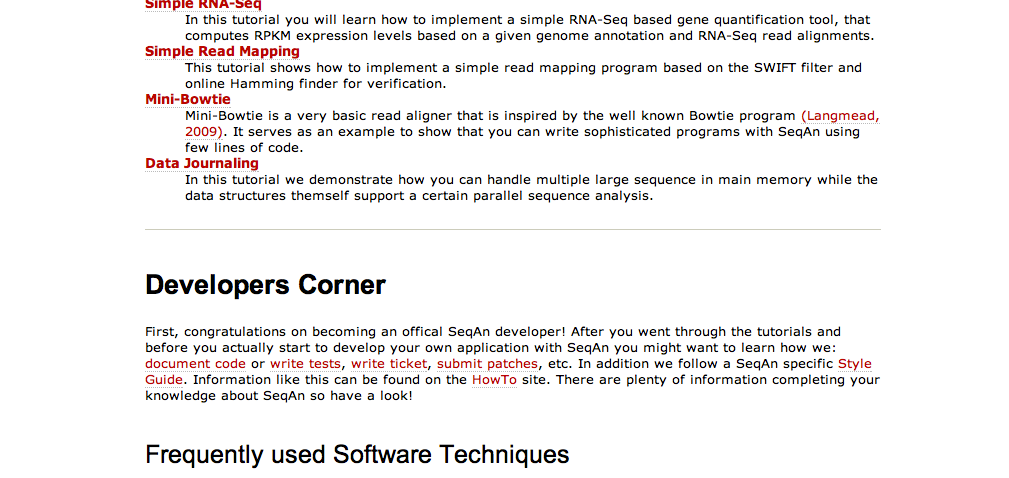 Simple RNA-Seq
In this tutorial you will learn how to implement a simple RNA-Seq based gene quantification tool, that
computes RPKM expression levels based on a given genome annotation and RNA-Seq read alignments.
Simple Read Mapping
This tutorial shows how to implement a simple read mapping program based on the SWIFT filter and
online Hamming finder for verification.
Mini-Bowtie
Mini-Bowtie is a very basic read aligner that is inspired by the well known Bowtie program (Langmead,
2009). It serves as an example to show that you can write sophisticated programs with SeqAn using
few lines of code.
Data Journaling
In this tutorial we demonstrate how you can handle multiple large sequence in main memory while the
data structures themself support a certain parallel sequence analysis.
Developers Corner
First, congratulations on becoming an offical SeqAn developer! After you went through the tutorials and
before you actually start to develop your own application with SeqAn you might want to learn how we:
document code or write tests, write ticket, submit patches, etc. In addition we follow a SeqAn specific Style
Guide. Information like this can be found on the HowTo site. There are plenty of information completing your
knowledge about SeqAn so have a look!
Frequently used Software Techniques